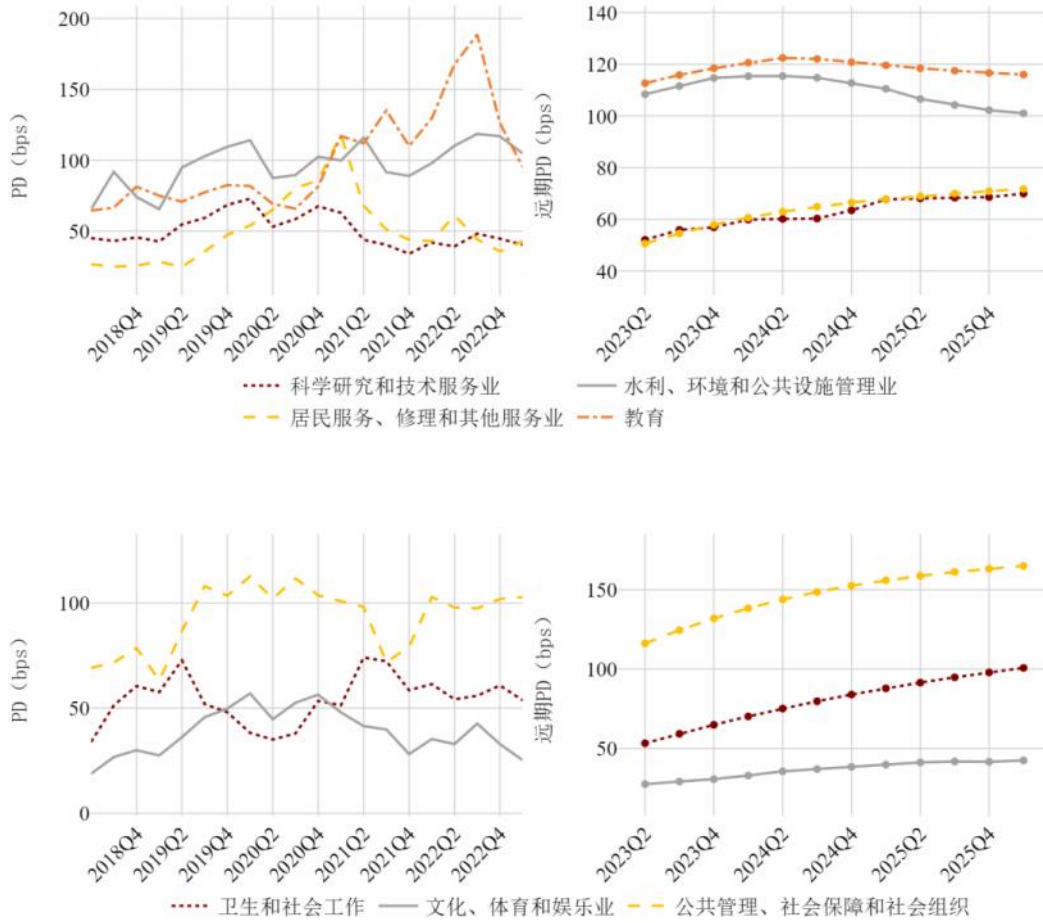 200
150
100
50
PD（bps）
2018Q4
2019Q2
2019Q4
2020Q2
2020Q4
2021Q2
2021Q4
2022Q2
2022Q4
140
120
100
80
60
40
远期PD（bps）
2023Q2
2023Q4
2024Q2
2024Q4
2025Q2
2025Q4
科学研究和技术服务业 水利、环境和公共设施管理业
居民服务、修理和其他服务业 教育
100
50
0
PD（bps）
2018Q4
2019Q2
2019Q4
2020Q2
2020Q4
2021Q2
2021Q4
2022Q2
2022Q4
150
100
50
远期PD（bps）
2023Q2
2023Q4
2024Q2
2024Q4
2025Q2
2025Q4
卫生和社会工作 文化、体育和娱乐业 公共管理、社会保障和社会组织